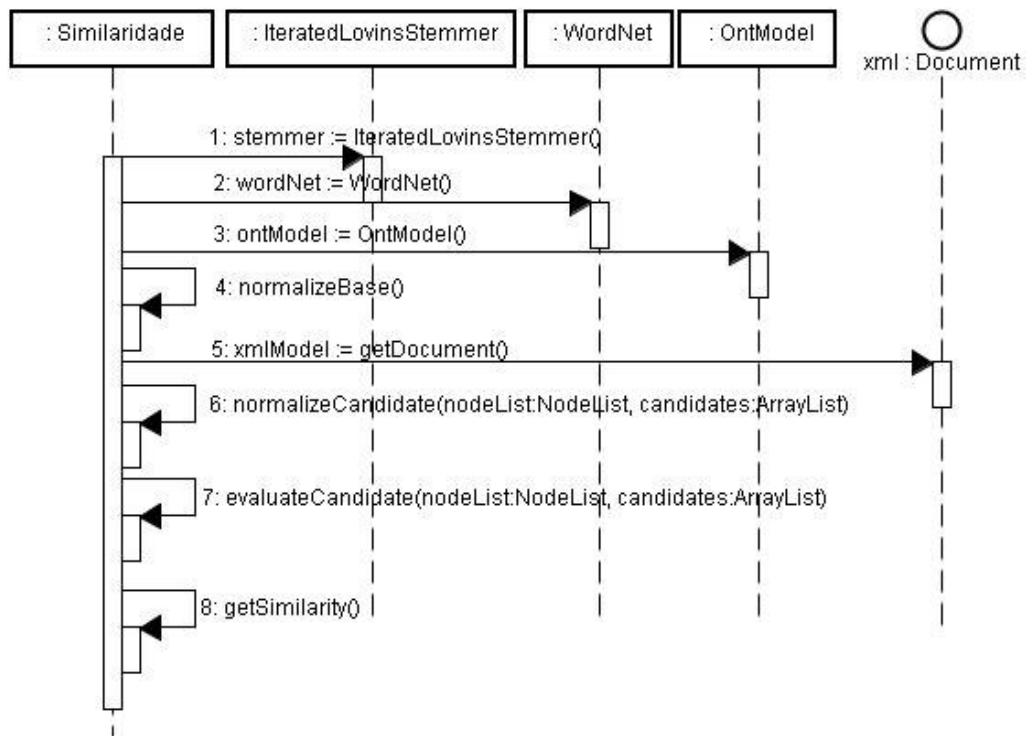 : Similaridade
: IteratedLovinsStemmer
: WordNet
: OntModel
xml : Document
1: stemmer := IteratedLovinsStemmer()
2: wordNet := WordNet()
3: ontModel := OntModel()
4: normalizeBase()
5: xmlModel := getDocument()
6: normalizeCandidate(nodeList:NodeList, candidates:ArrayList)
7: evaluateCandidate(nodeList:NodeList, candidates:ArrayList)
8: getSimilarity()